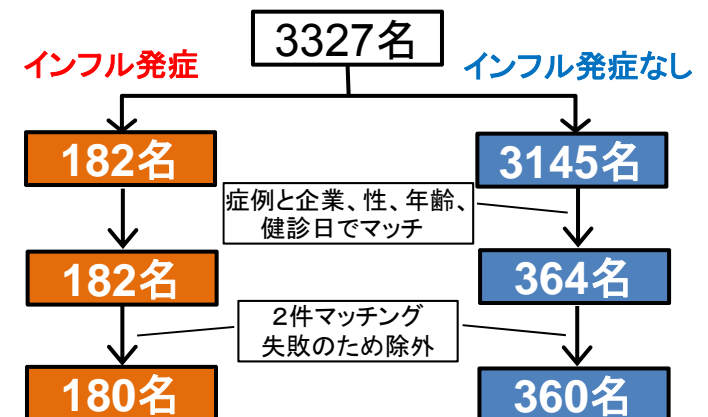 3327名
インフル発症
インフル発症なし
182名
3145名
症例と企業、性、年齢、
健診日でマッチ
182名
364名
２件マッチング
失敗のため除外
180名
360名